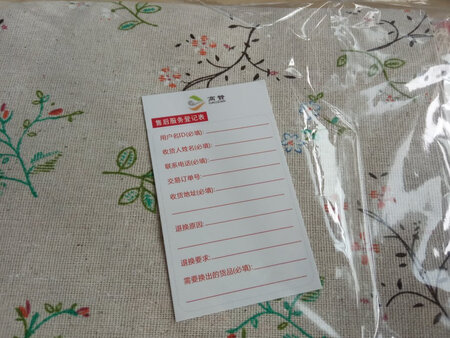 售后服务登记表
用户名ID(必填):
收货人姓名(必填):
联系电话(必填):
交易订单号:
收货地址(必填):
退换原因:
退换要求:
需要换出的货品(必填):